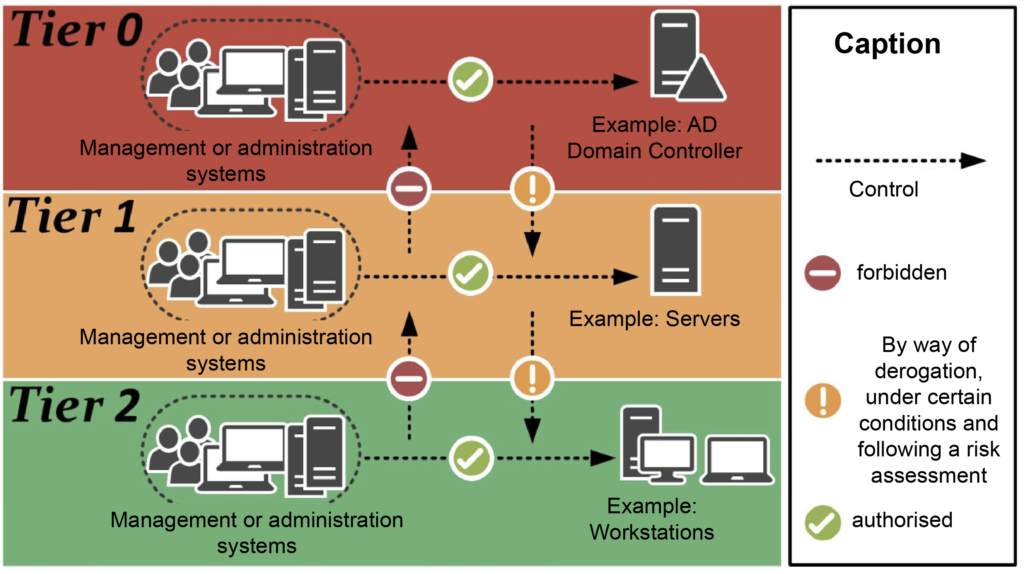 Tier 0
Management or administration
systems
Example: AD
Domain Controller
Tier 1
Management or administration
systems
Example: Servers
Tier 2
Management or administration
systems
Example:
Workstations
Caption
Control
forbidden
By way of
derogation,
under certain
conditions and
following a risk
assessment
authorised